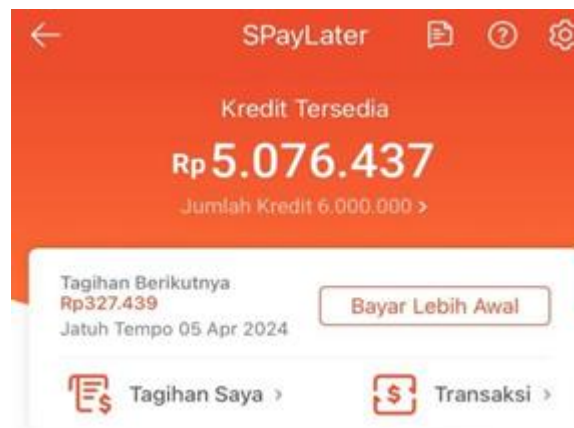 SPayLater
Kredit Tersedia
Rp5.076.437
Jumlah Kredit 6.000.000 >
Tagihan Berikutnya
Rp327.439
Jatuh Tempo 05 Apr 2024
Bayar Lebih Awal
Tagihan Saya >
Transaksi >